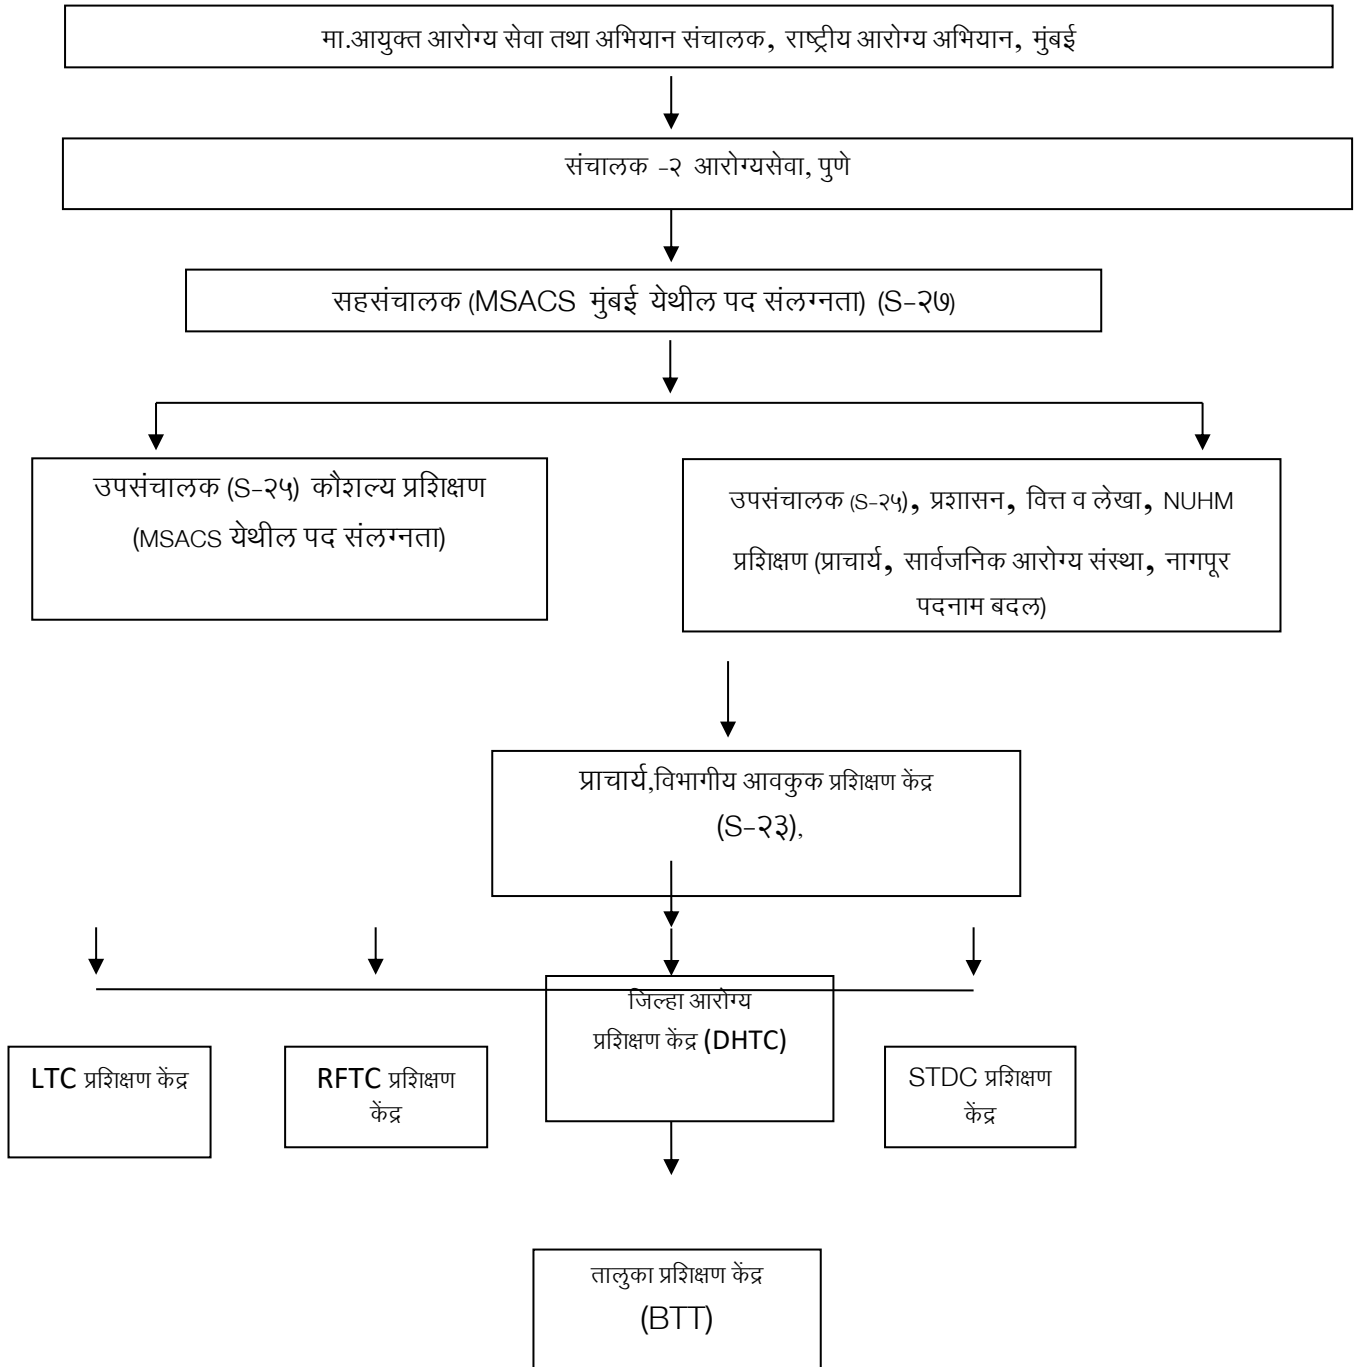 मा.आयुक्त आरोग्य सेवा तथा अभियान संचालक, राष्ट्रीय आरोग्य अभियान, मुंबई
संचालक -२ आरोग्यसेवा, पुणे
सहसंचालक (MSACS मुंबई येथील पद संलग्नता) (S-२७)
उपसंचालक (S-२५) कौशल्य प्रशिक्षण
(MSACS येथील पद संलग्नता)
उपसंचालक (S-२५), प्रशासन, वित्त व लेखा, NUHM
प्रशिक्षण (प्राचार्य, सार्वजनिक आरोग्य संस्था, नागपूर
पदनाम बदल)
प्राचार्य,विभागीय आवकुक प्रशिक्षण केंद्र
(S-२३),
जिल्हा आरोग्य
प्रशिक्षण केंद्र (DHTC)
LTC प्रशिक्षण केंद्र
RFTC प्रशिक्षण
केंद्र
STDC प्रशिक्षण
केंद्र
तालुका प्रशिक्षण केंद्र
(BTT)